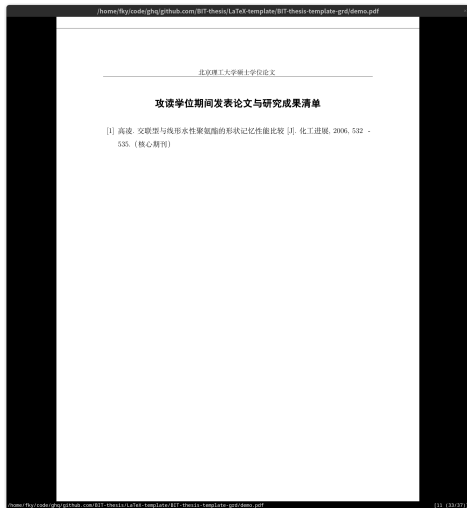 /home/fky/code/ghq/github.com/BIT-thesis/LaTeX-template/BIT-thesis-template-grd/demo.pdf
北京理工大学硕士学位论文
攻读学位期间发表论文与研究成果清单
[1] 高凌. 交联型与线形水性聚氨酯的形状记忆性能比较 [J]. 化工进展, 2006, 532 -
535.（核心期刊）
/home/fky/code/ghq/github.com/BIT-thesis/LaTeX-template/BIT-thesis-template-grd/demo.pdf [11 (33/37)]